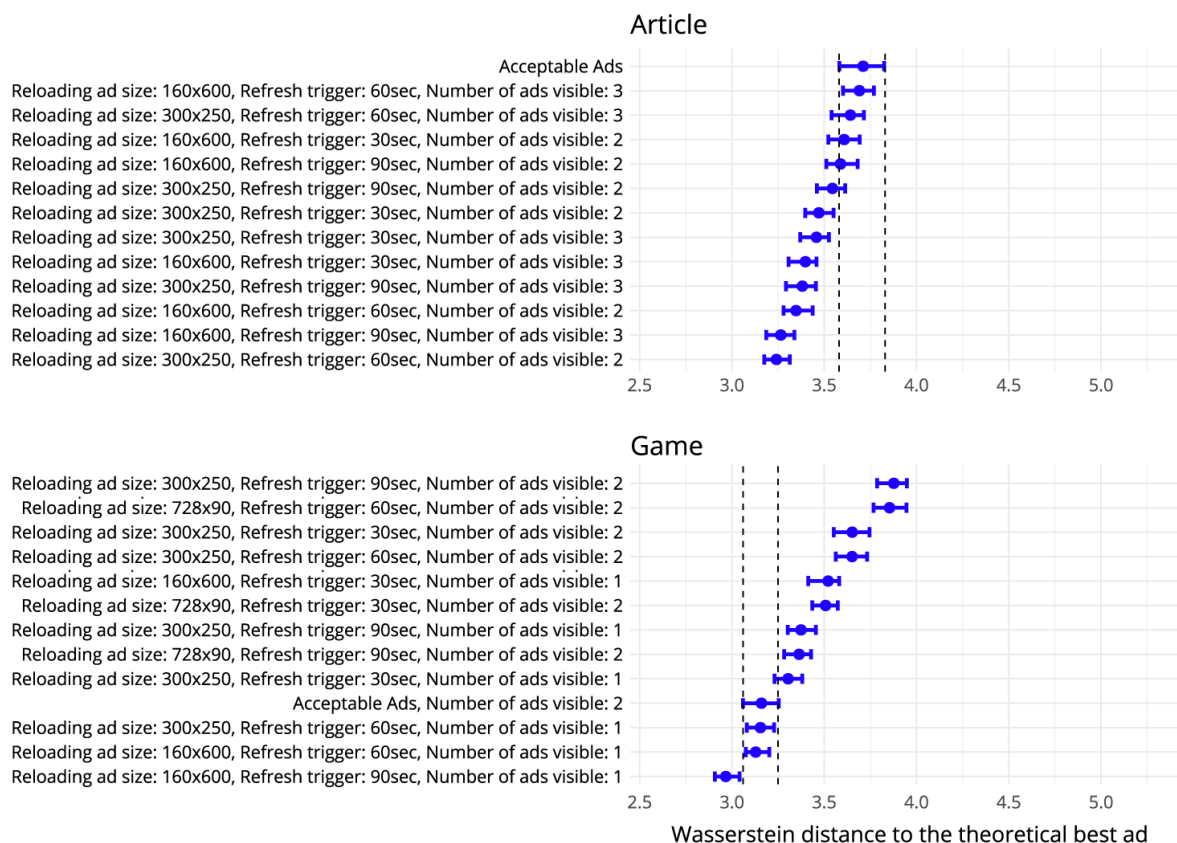 Article
Acceptable Ads
Reloading ad size: 160x600, Refresh trigger: 60sec, Number of ads visible: 3
Reloading ad size: 300x250, Refresh trigger: 60sec, Number of ads visible: 3
Reloading ad size: 160x600, Refresh trigger: 30sec, Number of ads visible: 2
Reloading ad size: 160x600, Refresh trigger: 90sec, Number of ads visible: 2
Reloading ad size: 300x250, Refresh trigger: 90sec, Number of ads visible: 2
Reloading ad size: 300x250, Refresh trigger: 30sec, Number of ads visible: 2
Reloading ad size: 300x250, Refresh trigger: 30sec, Number of ads visible: 3
Reloading ad size: 160x600, Refresh trigger: 30sec, Number of ads visible: 3
Reloading ad size: 300x250, Refresh trigger: 90sec, Number of ads visible: 3
Reloading ad size: 160x600, Refresh trigger: 60sec, Number of ads visible: 2
Reloading ad size: 160x600, Refresh trigger: 90sec, Number of ads visible: 3
Reloading ad size: 300x250, Refresh trigger: 60sec, Number of ads visible: 2
2.5 3.0 3.5 4.0 4.5 5.0
Game
Reloading ad size: 300x250, Refresh trigger: 90sec, Number of ads visible: 2
Reloading ad size: 728x90, Refresh trigger: 60sec, Number of ads visible: 2
Reloading ad size: 300x250, Refresh trigger: 30sec, Number of ads visible: 2
Reloading ad size: 300x250, Refresh trigger: 60sec, Number of ads visible: 2
Reloading ad size: 160x600, Refresh trigger: 30sec, Number of ads visible: 1
Reloading ad size: 728x90, Refresh trigger: 30sec, Number of ads visible: 2
Reloading ad size: 300x250, Refresh trigger: 90sec, Number of ads visible: 1
Reloading ad size: 728x90, Refresh trigger: 90sec, Number of ads visible: 2
Reloading ad size: 300x250, Refresh trigger: 30sec, Number of ads visible: 1
Acceptable Ads, Number of ads visible: 2
Reloading ad size: 300x250, Refresh trigger: 60sec, Number of ads visible: 1
Reloading ad size: 160x600, Refresh trigger: 60sec, Number of ads visible: 1
Reloading ad size: 160x600, Refresh trigger: 90sec, Number of ads visible: 1
2.5 3.0 3.5 4.0 4.5 5.0
Wasserstein distance to the theoretical best ad